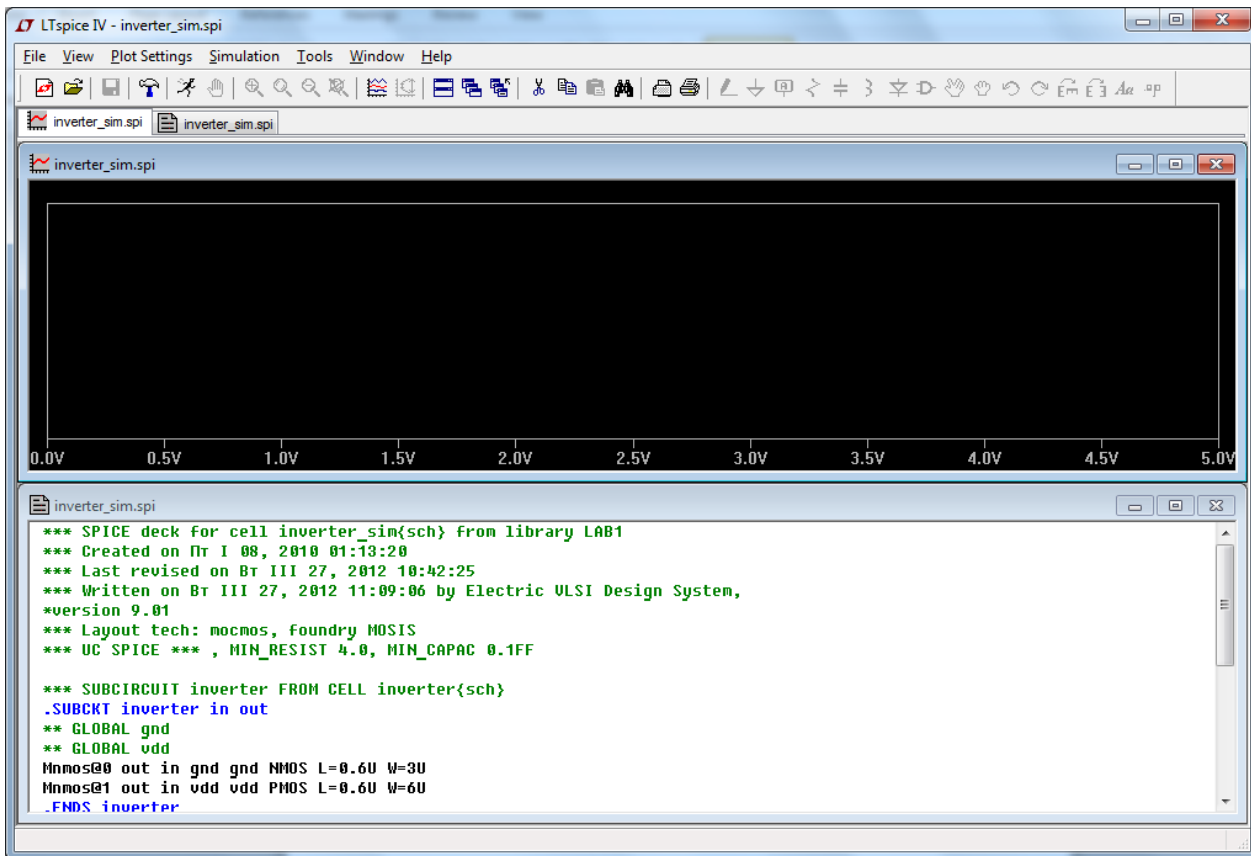 LTspice IV - inverter_sim.spi
File View Plot Settings Simulation Tools Window Help
inverter_sim.spi inverter_sim.spi
inverter_sim.spi
0.0V 0.5V 1.0V 1.5V 2.0V 2.5V 3.0V 3.5V 4.0V 4.5V 5.0V
inverter_sim.spi
*** SPICE deck for cell inverter_sim{sch} from library LAB1
*** Created on Пт I 08, 2010 01:13:20
*** Last revised on Вт III 27, 2012 10:42:25
*** Written on Вт III 27, 2012 11:09:06 by Electric VLSI Design System,
*version 9.01
*** Layout tech: mocmos, foundry MOSIS
*** UC SPICE *** , MIN_RESIST 4.0, MIN_CAPAC 0.1FF
*** SUBCIRCUIT inverter FROM CELL inverter{sch}
.SUBCKT inverter in out
** GLOBAL gnd
** GLOBAL vdd
Mnmos@0 out in gnd gnd NMOS L=0.6U W=3U
Mnmos@1 out in vdd vdd PMOS L=0.6U W=6U
.ENDS inverter